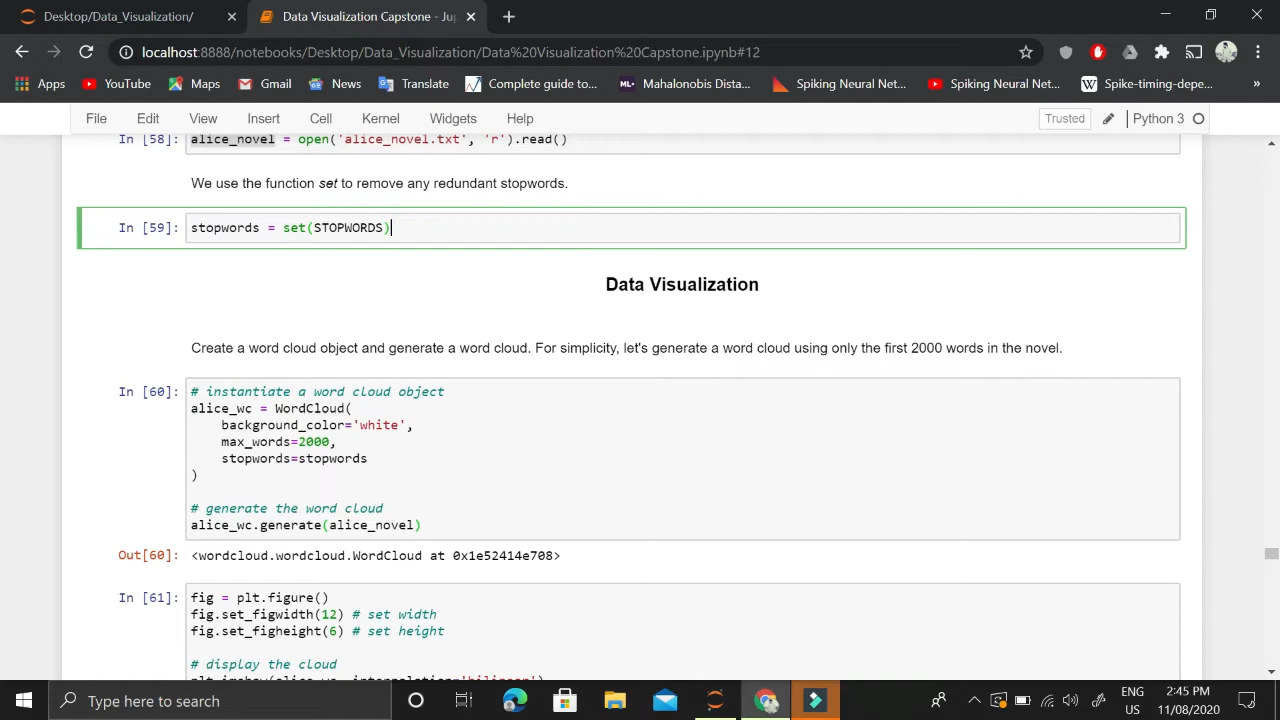 Desktop/Data_Visualization/
Data Visualization Capstone - Jup
localhost:8888/notebooks/Desktop/Data_Visualization/Data%20Visualization%20Capstone.ipynb#12
Apps YouTube Maps Gmail News Translate Complete guide to... ML+ Mahalonobis Dista... Spiking Neural Net... Spiking Neural Net... W Spike-timing-depe... »
File Edit View Insert Cell Kernel Widgets Help Trusted Python 3
In [58]: alice_novel = open('alice_novel.txt', 'r').read()
We use the function set to remove any redundant stopwords.
In [59]: stopwords = set(STOPWORDS)
Data Visualization
Create a word cloud object and generate a word cloud. For simplicity, let's generate a word cloud using only the first 2000 words in the novel.
In [60]: # instantiate a word cloud object
alice_wc = WordCloud(
background_color='white',
max_words=2000,
stopwords=stopwords
)
# generate the word cloud
alice_wc.generate(alice_novel)
Out[60]: <wordcloud.wordcloud.WordCloud at 0x1e52414e708>
In [61]: fig = plt.figure()
fig.set_figwidth(12) # set width
fig.set_figheight(6) # set height
# display the cloud
plt.imshow(alice_wc, interpolation='bilinear')
Type here to search
ENG 2:45 PM
US 11/08/2020